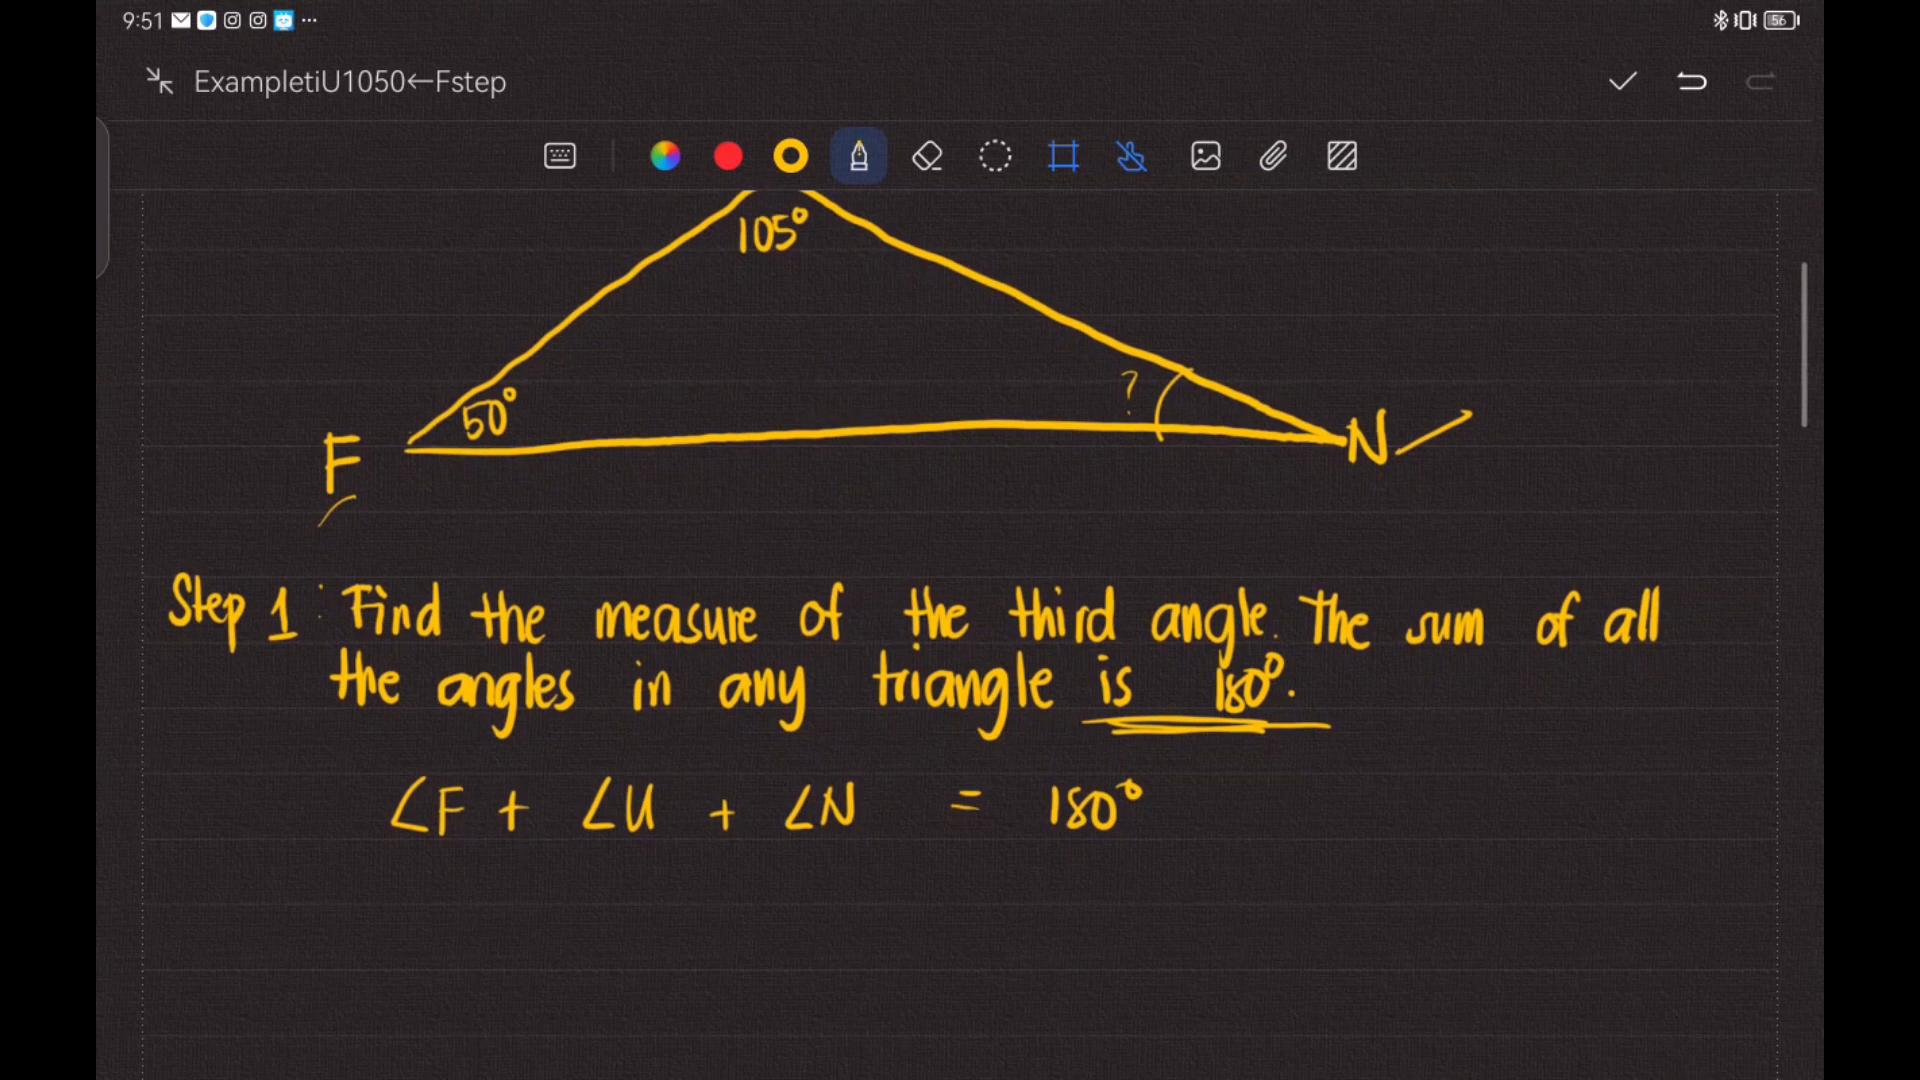 9:51
56
ExampletiU1050←Fstep
105°
50°
?
F
N
Step 1: Find the measure of the third angle. The sum of all
the angles in any triangle is 180°.
∠F + ∠U + ∠N = 180°